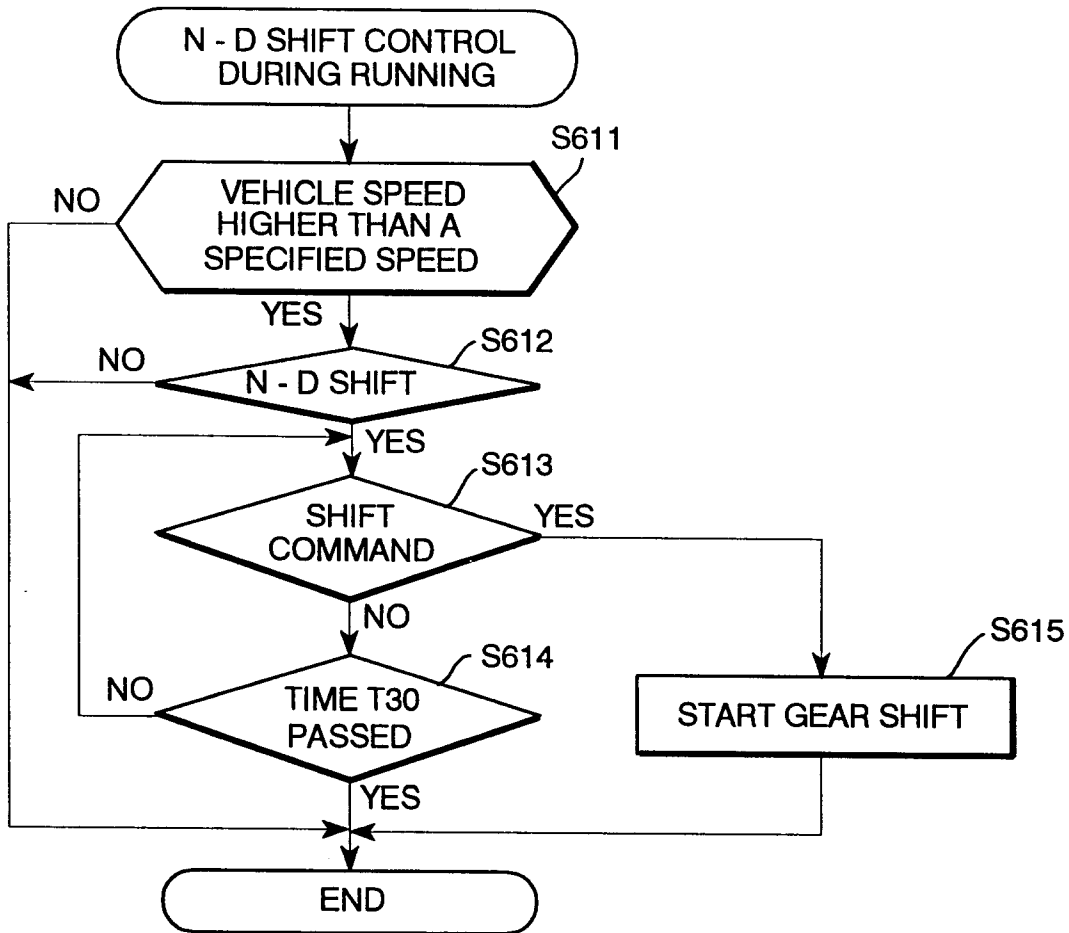 N - D SHIFT CONTROL
DURING RUNNING
S611
NO
VEHICLE SPEED
HIGHER THAN A
SPECIFIED SPEED
YES
S612
NO
N - D SHIFT
YES
S613
SHIFT
COMMAND
YES
NO
S614
S615
NO
TIME T30
PASSED
START GEAR SHIFT
YES
END